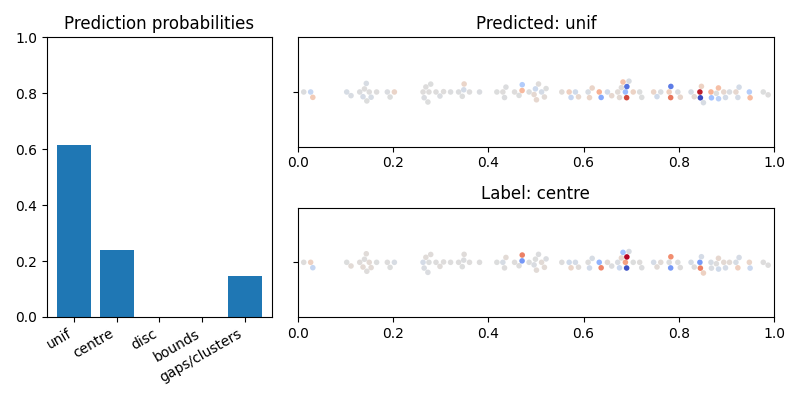 Prediction probabilities
1.0
0.8
0.6
0.4
0.2
0.0
unif
centre
disc
bounds
gaps/clusters
Predicted: unif
0.0 0.2 0.4 0.6 0.8 1.0
Label: centre
0.0 0.2 0.4 0.6 0.8 1.0